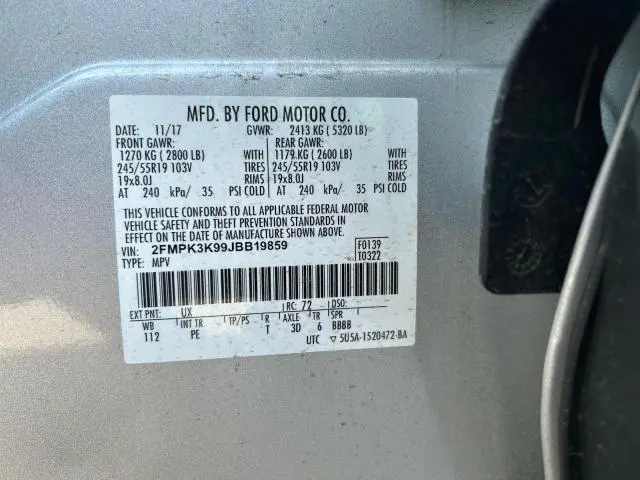 MFD. BY FORD MOTOR CO.
DATE: 11/17 GVWR: 2413 KG ( 5320 LB)
FRONT GAWR: REAR GAWR:
1270 KG ( 2800 LB) WITH 1179 KG ( 2600 LB) WITH
245/55R19 103V TIRES 245/55R19 103V TIRES
19x8.0J RIMS 19x8.0J RIMS
AT 240 kPa/ 35 PSI COLD AT 240 kPa/ 35 PSI COLD
THIS VEHICLE CONFORMS TO ALL APPLICABLE FEDERAL MOTOR
VEHICLE SAFETY AND THEFT PREVENTION STANDARDS IN
EFFECT ON THE DATE OF MANUFACTURE SHOWN ABOVE.
VIN: 2FMPK3K99JBB19859 F0139
TYPE: MPV T0322
EXT PNT: UX RC: 72 DSO:
WB INT TR TP/PS R AXLE TR SPR
112 PE T 3D 6 BBBB
UTC ▽ 5U5A-1520472-BA